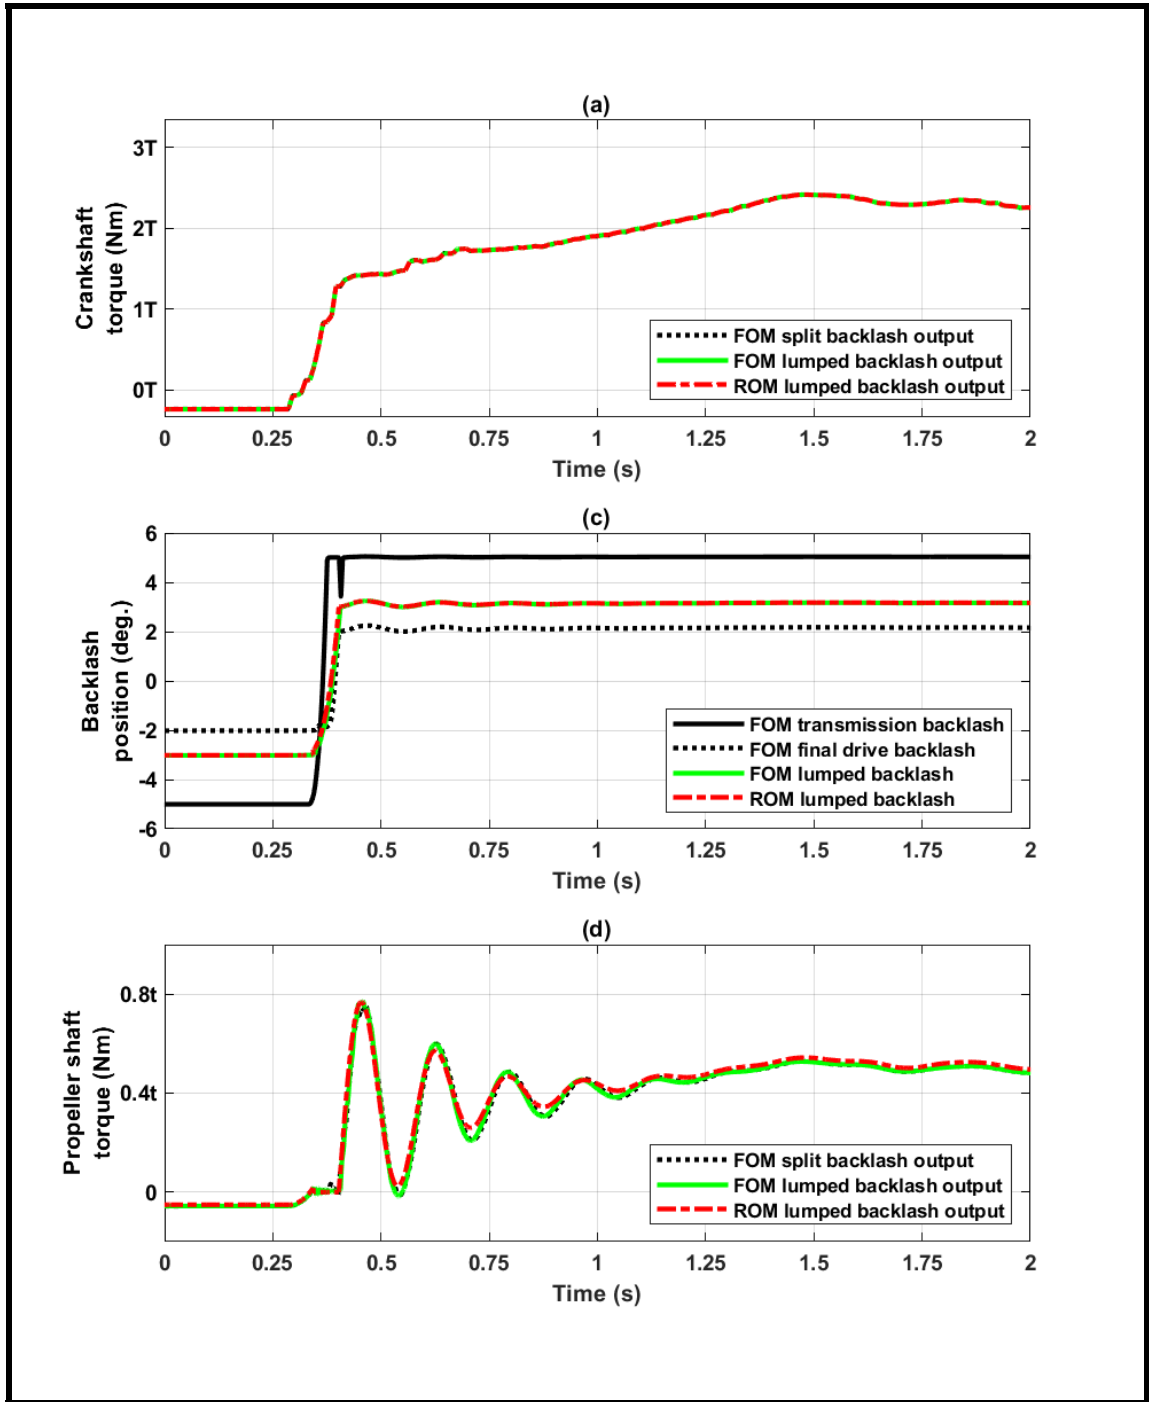 (a)
3T
2T
1T
0T
Crankshaft
torque (Nm)
FOM split backlash output
FOM lumped backlash output
ROM lumped backlash output
0 0.25 0.5 0.75 1 1.25 1.5 1.75 2
Time (s)
(c)
6
4
2
0
-2
-4
-6
Backlash
position (deg.)
FOM transmission backlash
FOM final drive backlash
FOM lumped backlash
ROM lumped backlash
0 0.25 0.5 0.75 1 1.25 1.5 1.75 2
Time (s)
(d)
0.8t
0.4t
0
Propeller shaft
torque (Nm)
FOM split backlash output
FOM lumped backlash output
ROM lumped backlash output
0 0.25 0.5 0.75 1 1.25 1.5 1.75 2
Time (s)